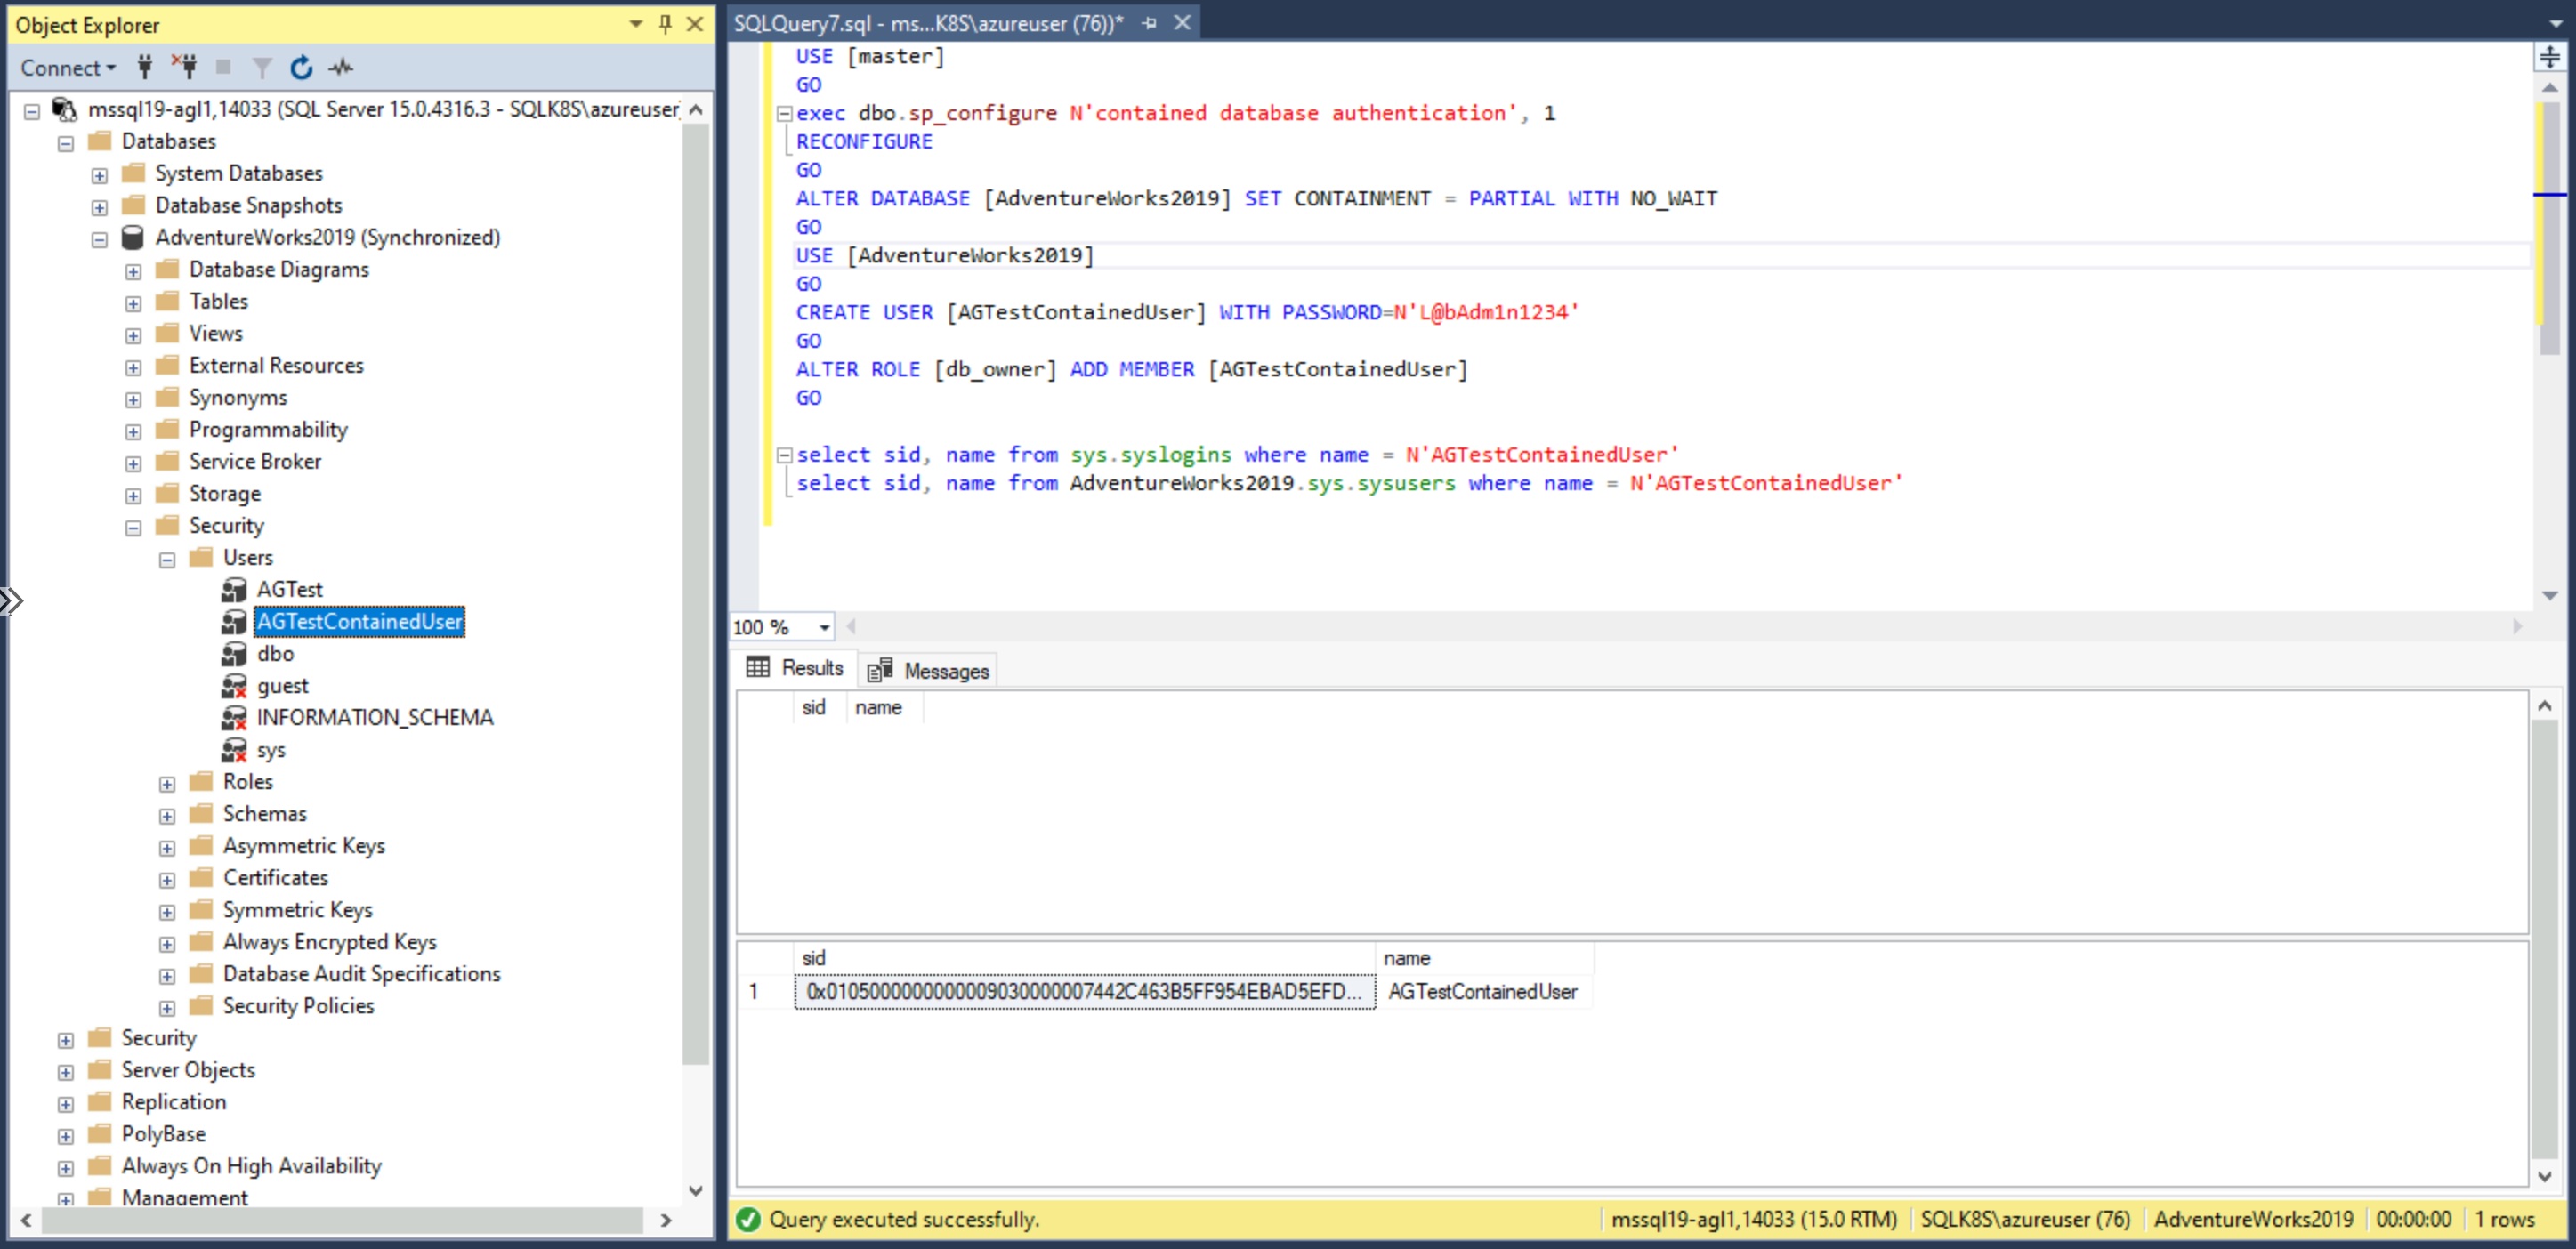 Object Explorer
Connect
mssql19-agl1,14033 (SQL Server 15.0.4316.3 - SQLK8S\azureuser
Databases
System Databases
Database Snapshots
AdventureWorks2019 (Synchronized)
Database Diagrams
Tables
Views
External Resources
Synonyms
Programmability
Service Broker
Storage
Security
Users
AGTest
AGTestContainedUser
dbo
guest
INFORMATION_SCHEMA
sys
Roles
Schemas
Asymmetric Keys
Certificates
Symmetric Keys
Always Encrypted Keys
Database Audit Specifications
Security Policies
Security
Server Objects
Replication
PolyBase
Always On High Availability
Management
SQLQuery7.sql - ms...K8S\azureuser (76))*
USE [master]
GO
exec dbo.sp_configure N'contained database authentication', 1
RECONFIGURE
GO
ALTER DATABASE [AdventureWorks2019] SET CONTAINMENT = PARTIAL WITH NO_WAIT
GO
USE [AdventureWorks2019]
GO
CREATE USER [AGTestContainedUser] WITH PASSWORD=N'L@bAdm1n1234'
GO
ALTER ROLE [db_owner] ADD MEMBER [AGTestContainedUser]
GO
select sid, name from sys.syslogins where name = N'AGTestContainedUser'
select sid, name from AdventureWorks2019.sys.sysusers where name = N'AGTestContainedUser'
100 %
Results Messages
sid name
sid name
1 0x0105000000000009030000007442C463B5FF954EBAD5EFD... AGTestContainedUser
Query executed successfully. mssql19-agl1,14033 (15.0 RTM) SQLK8S\azureuser (76) AdventureWorks2019 00:00:00 1 rows